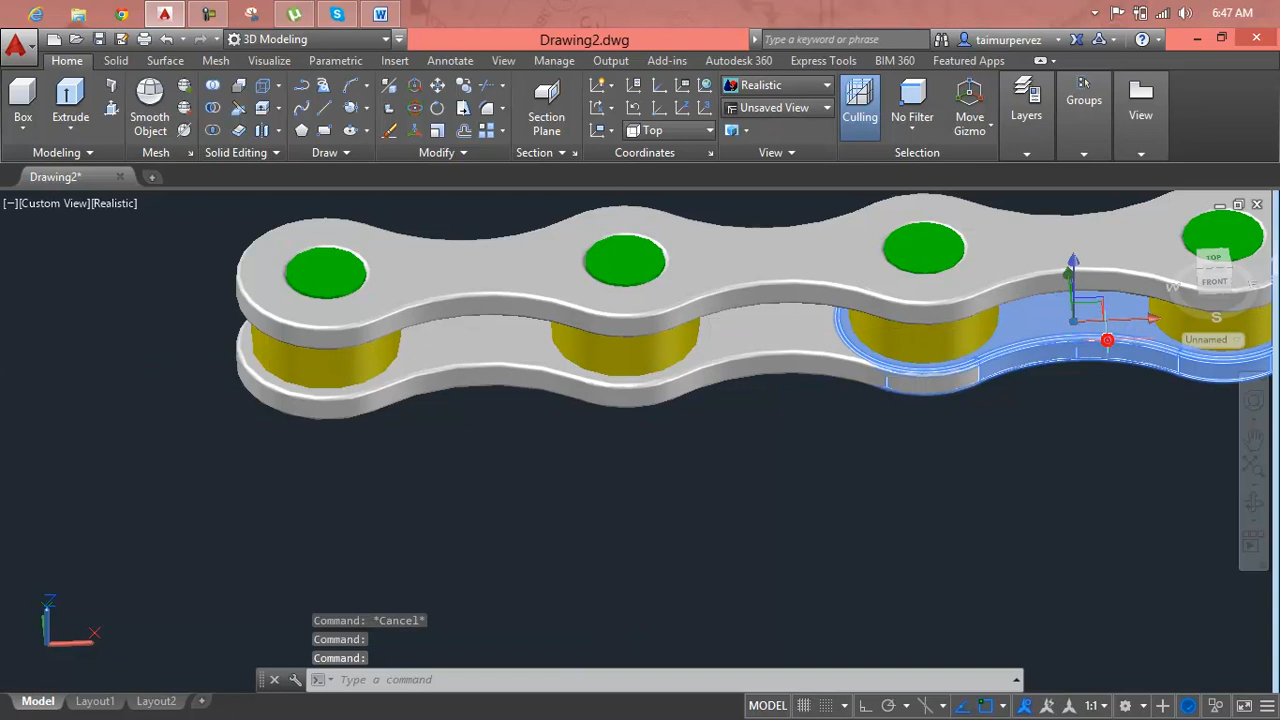 6:47 AM
3D Modeling
Drawing2.dwg
Type a keyword or phrase
taimurpervez
Home Solid Surface Mesh Visualize Parametric Insert Annotate View Manage Output Add-ins Autodesk 360 Express Tools BIM 360 Featured Apps
Box
Extrude
Smooth
Object
Section
Plane
Realistic
Unsaved View
Top
Culling
No Filter
Move
Gizmo
Layers
Groups
View
Modeling Mesh Solid Editing Draw Modify Section Coordinates View Selection
Drawing2*
[−][Custom View][Realistic]
TOP
FRONT
W
S
Unnamed
Z
X
Command: *Cancel*
Command:
Command:
Type a command
Model Layout1 Layout2
MODEL
1:1